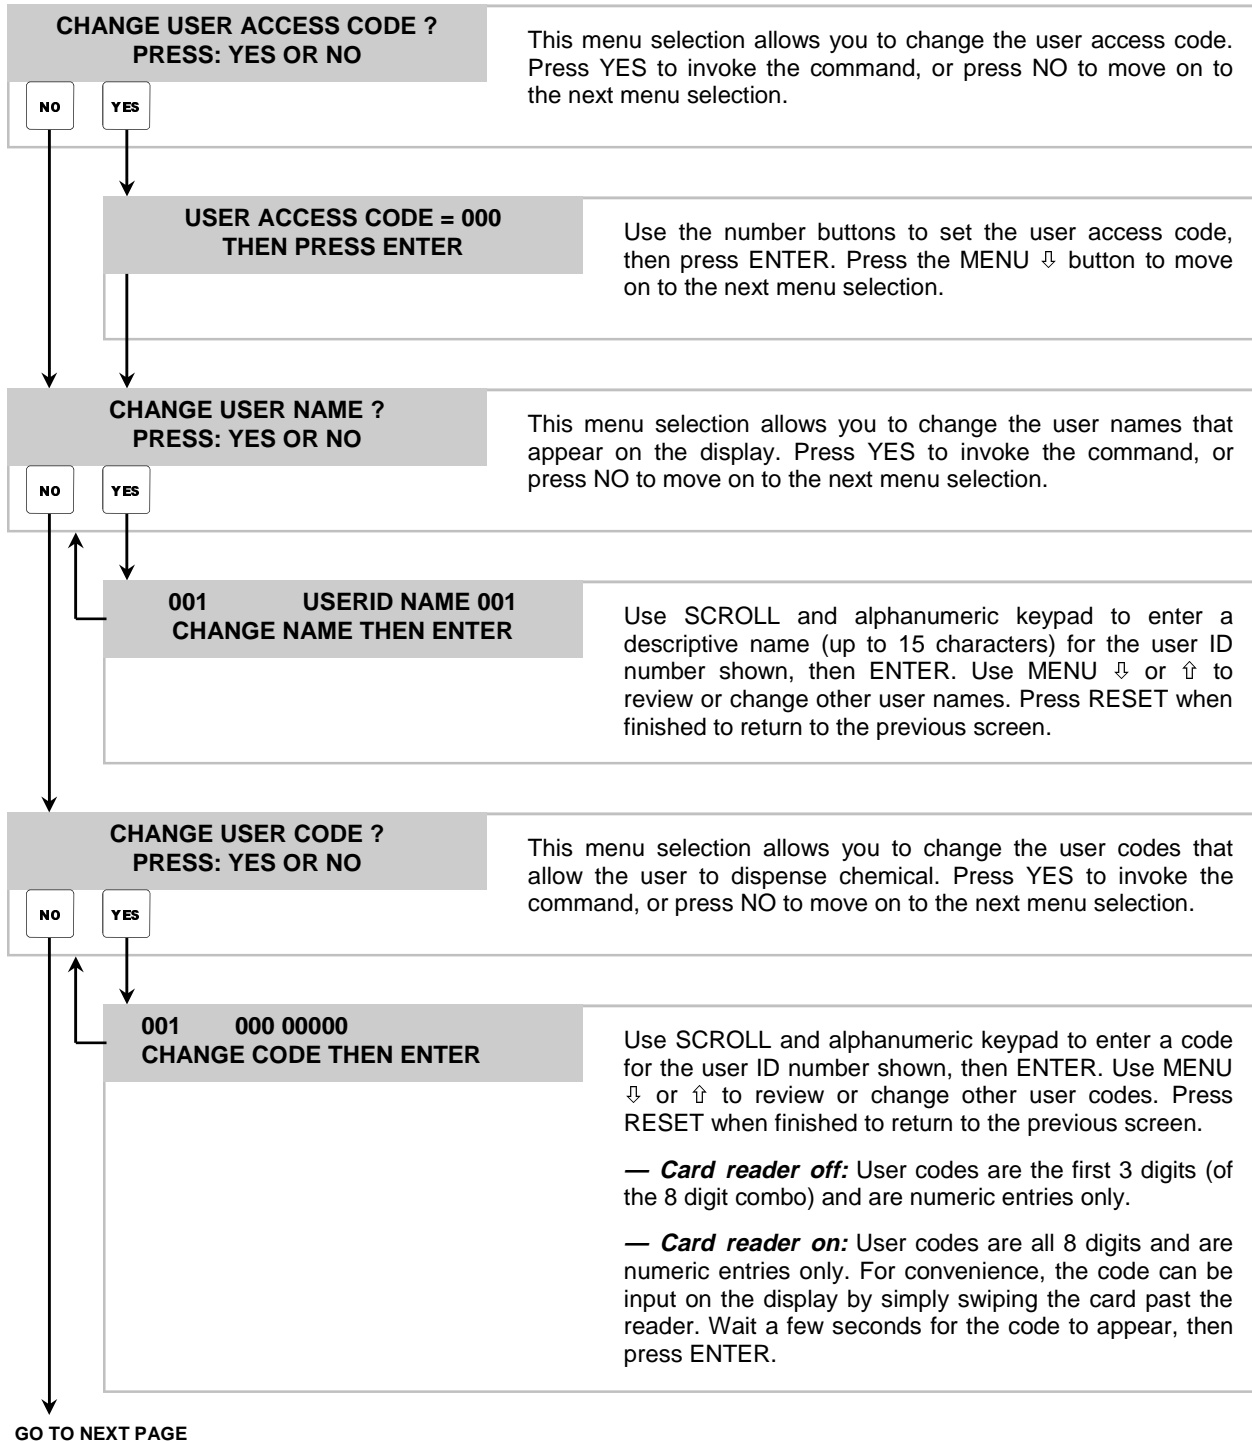 CHANGE USER ACCESS CODE ?
PRESS: YES OR NO
This menu selection allows you to change the user access code.
Press YES to invoke the command, or press NO to move on to
the next menu selection.
NO YES
USER ACCESS CODE = 000
THEN PRESS ENTER
Use the number buttons to set the user access code,
then press ENTER. Press the MENU ⇩ button to move
on to the next menu selection.
CHANGE USER NAME ?
PRESS: YES OR NO
This menu selection allows you to change the user names that
appear on the display. Press YES to invoke the command, or
press NO to move on to the next menu selection.
NO YES
001 USERID NAME 001
CHANGE NAME THEN ENTER
Use SCROLL and alphanumeric keypad to enter a
descriptive name (up to 15 characters) for the user ID
number shown, then ENTER. Use MENU ⇩ or ⇧ to
review or change other user names. Press RESET when
finished to return to the previous screen.
CHANGE USER CODE ?
PRESS: YES OR NO
This menu selection allows you to change the user codes that
allow the user to dispense chemical. Press YES to invoke the
command, or press NO to move on to the next menu selection.
NO YES
001 000 00000
CHANGE CODE THEN ENTER
Use SCROLL and alphanumeric keypad to enter a code
for the user ID number shown, then ENTER. Use MENU
⇩ or ⇧ to review or change other user codes. Press
RESET when finished to return to the previous screen.
— Card reader off: User codes are the first 3 digits (of
the 8 digit combo) and are numeric entries only.
— Card reader on: User codes are all 8 digits and are
numeric entries only. For convenience, the code can be
input on the display by simply swiping the card past the
reader. Wait a few seconds for the code to appear, then
press ENTER.
GO TO NEXT PAGE